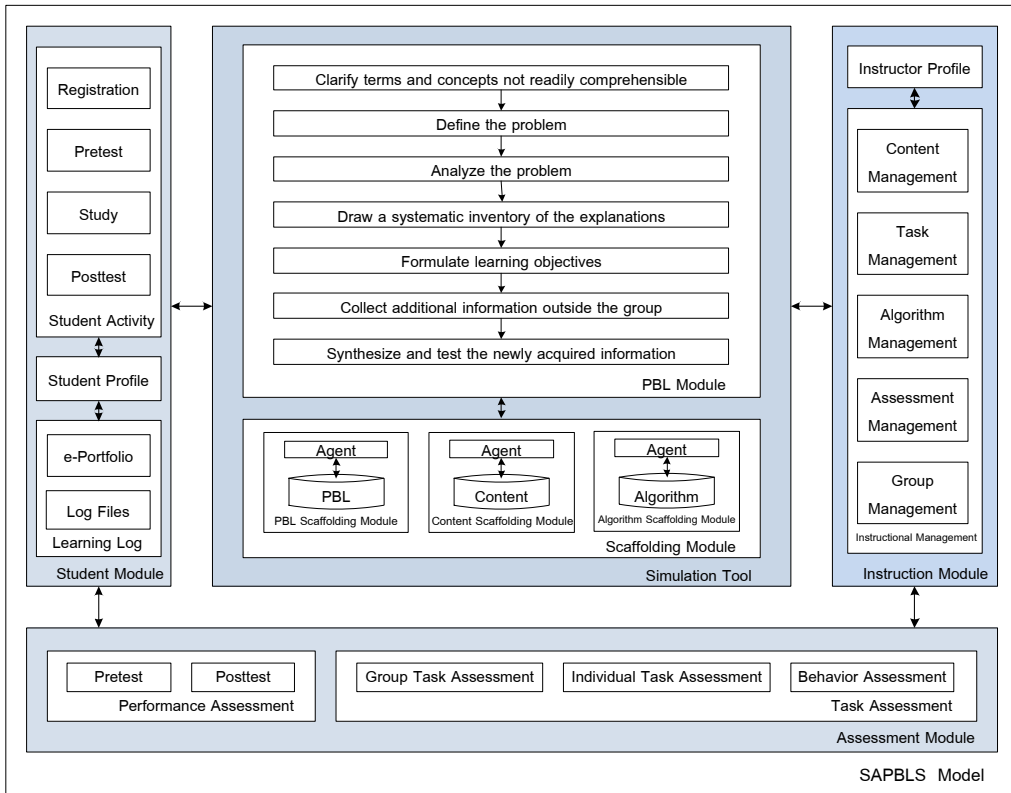 Registration
Pretest
Study
Posttest
Student Activity
Student Profile
e-Portfolio
Log Files
Learning Log
Student Module
Clarify terms and concepts not readily comprehensible
Define the problem
Analyze the problem
Draw a systematic inventory of the explanations
Formulate learning objectives
Collect additional information outside the group
Synthesize and test the newly acquired information
PBL Module
Agent
PBL
PBL Scaffolding Module
Agent
Content
Content Scaffolding Module
Agent
Algorithm
Algorithm Scaffolding Module
Scaffolding Module
Simulation Tool
Instructor Profile
Content
Management
Task
Management
Algorithm
Management
Assessment
Management
Group
Management
Instructional Management
Instruction Module
Pretest
Posttest
Performance Assessment
Group Task Assessment
Individual Task Assessment
Behavior Assessment
Task Assessment
Assessment Module
SAPBLS Model